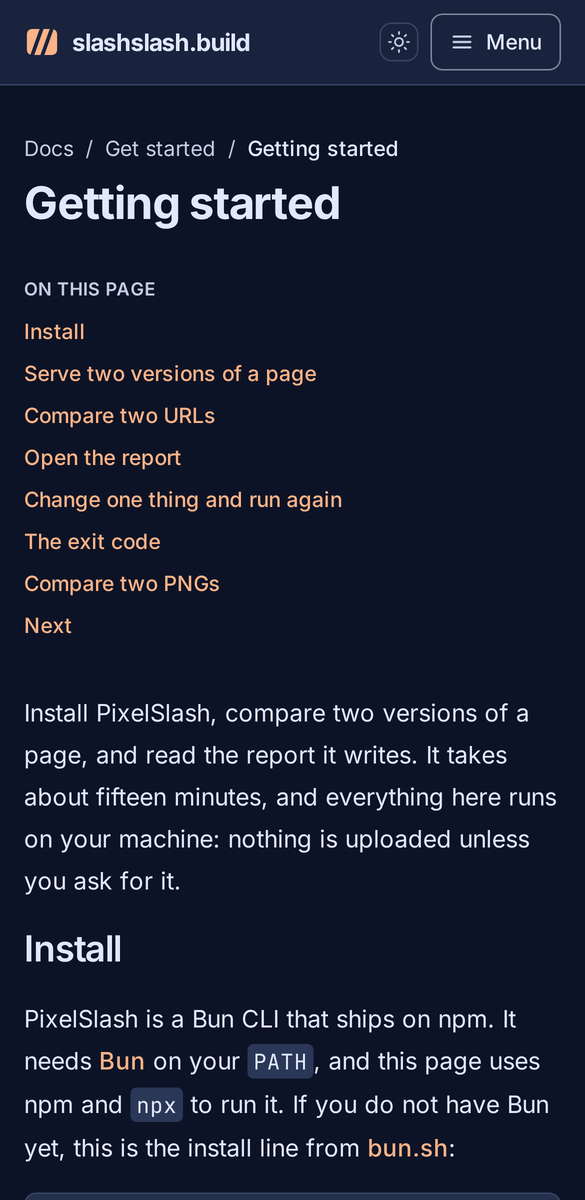 slashslash.build
Menu
Docs / Get started / Getting started
Getting started
ON THIS PAGE
Install
Serve two versions of a page
Compare two URLs
Open the report
Change one thing and run again
The exit code
Compare two PNGs
Next
Install PixelSlash, compare two versions of a
page, and read the report it writes. It takes
about fifteen minutes, and everything here runs
on your machine: nothing is uploaded unless
you ask for it.
Install
PixelSlash is a Bun CLI that ships on npm. It
needs Bun on your PATH, and this page uses
npm and npx to run it. If you do not have Bun
yet, this is the install line from bun.sh: